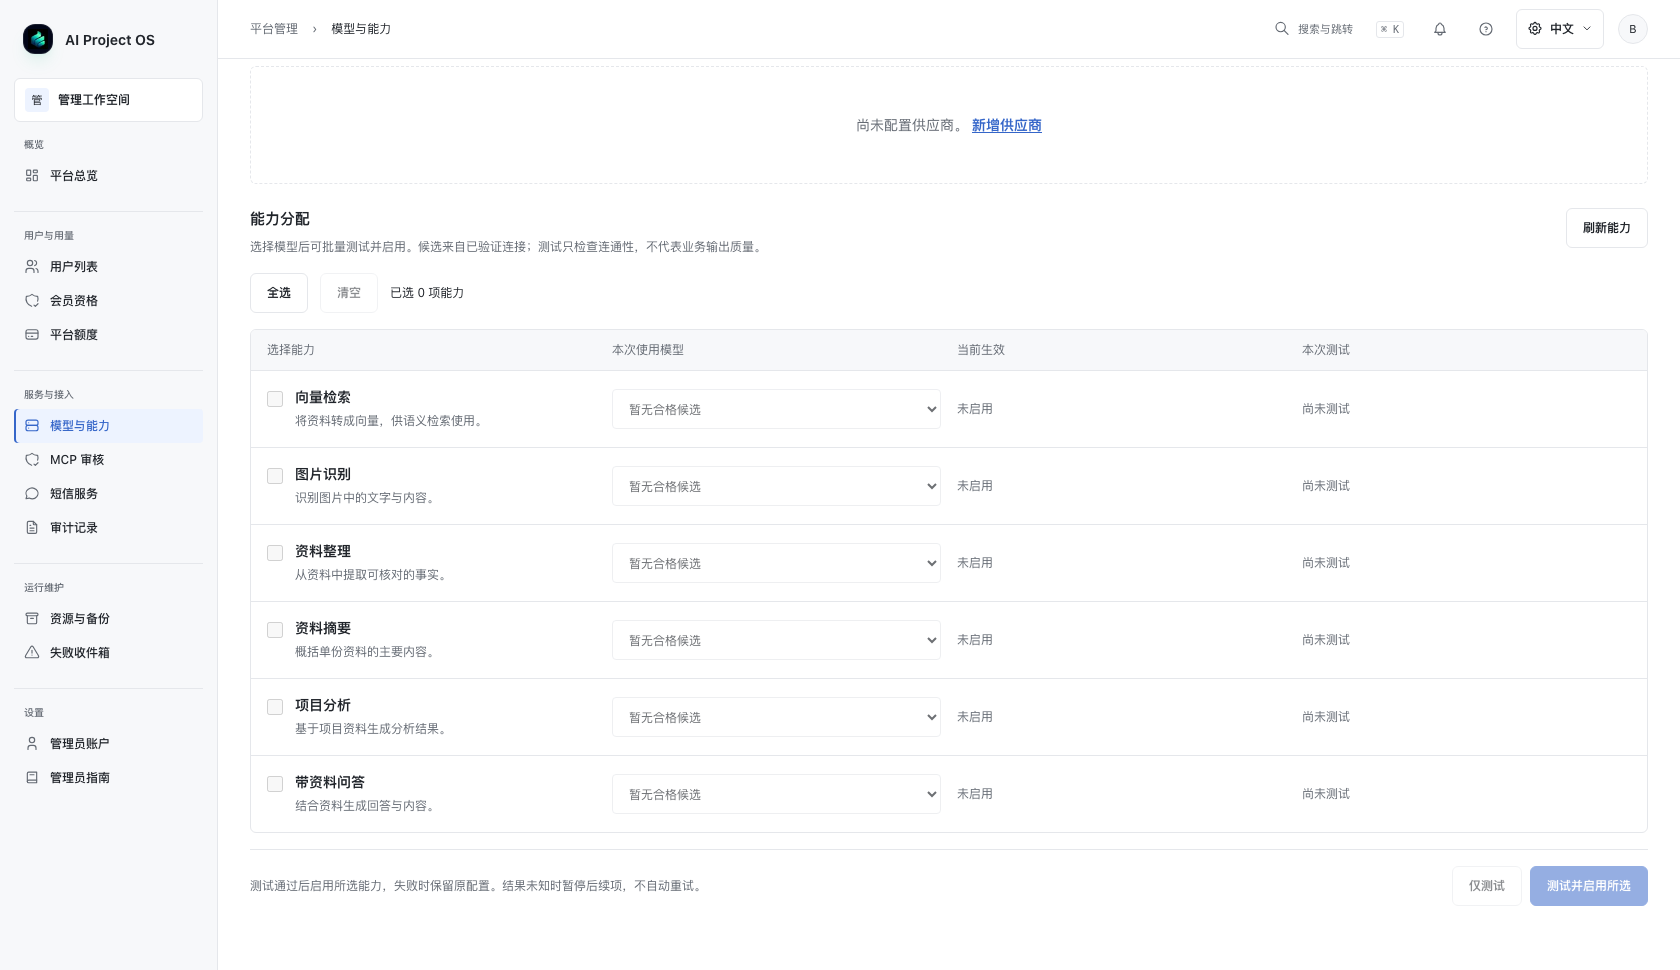 AI Project OS
管 管理工作空间
概览
平台总览
用户与用量
用户列表
会员资格
平台额度
服务与接入
模型与能力
MCP 审核
短信服务
审计记录
运行维护
资源与备份
失败收件箱
设置
管理员账户
管理员指南
平台管理 › 模型与能力
搜索与跳转 ⌘ K
中文
B
尚未配置供应商。 新增供应商
能力分配
选择模型后可批量测试并启用。候选来自已验证连接；测试只检查连通性，不代表业务输出质量。
刷新能力
全选 清空 已选 0 项能力
选择能力 本次使用模型 当前生效 本次测试
向量检索
将资料转成向量，供语义检索使用。
暂无合格候选 未启用 尚未测试
图片识别
识别图片中的文字与内容。
暂无合格候选 未启用 尚未测试
资料整理
从资料中提取可核对的事实。
暂无合格候选 未启用 尚未测试
资料摘要
概括单份资料的主要内容。
暂无合格候选 未启用 尚未测试
项目分析
基于项目资料生成分析结果。
暂无合格候选 未启用 尚未测试
带资料问答
结合资料生成回答与内容。
暂无合格候选 未启用 尚未测试
测试通过后启用所选能力，失败时保留原配置。结果未知时暂停后续项，不自动重试。
仅测试 测试并启用所选